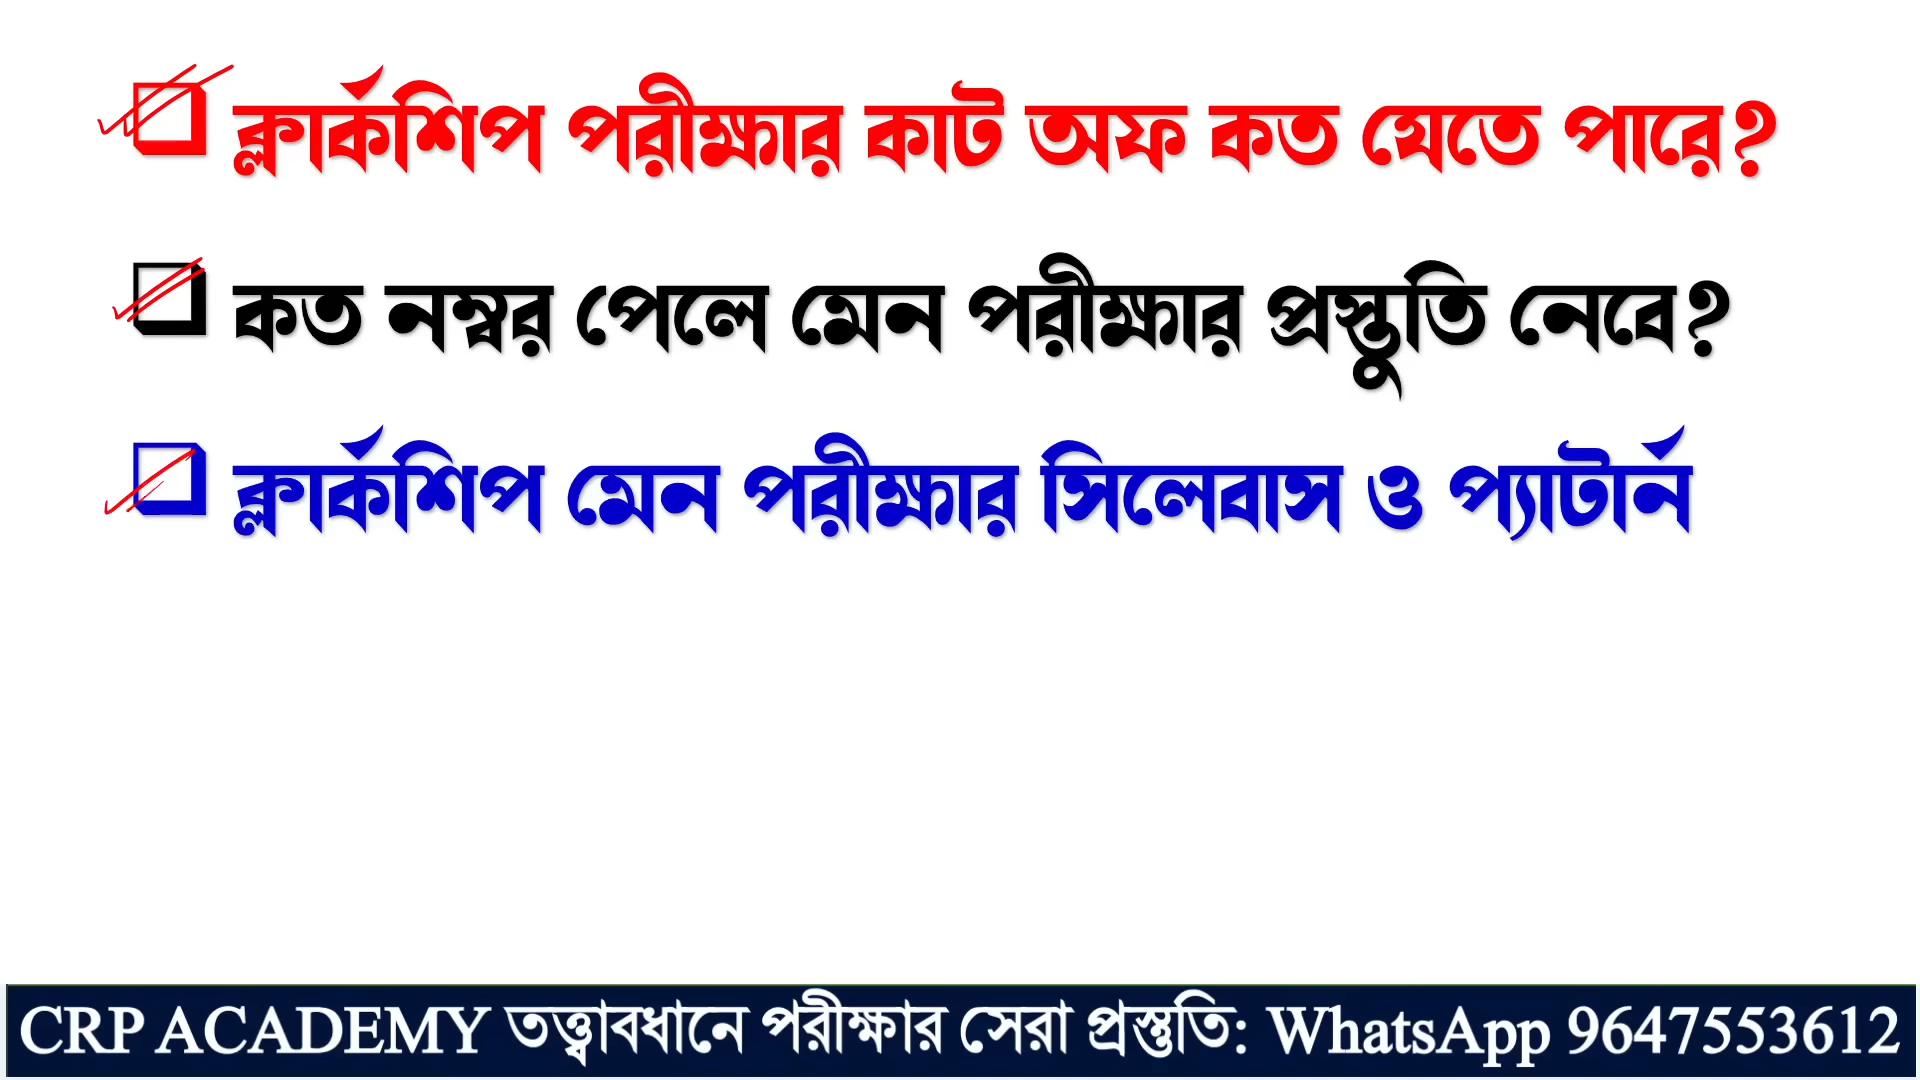 ক্লার্কশিপ পরীক্ষার কাট অফ কত যেতে পারে?
কত নম্বর পেলে মেন পরীক্ষার প্রস্তুতি নেবে?
ক্লার্কশিপ মেন পরীক্ষার সিলেবাস ও প্যাটার্ন
CRP ACADEMY তত্ত্বাবধানে পরীক্ষার সেরা প্রস্তুতি: WhatsApp 9647553612